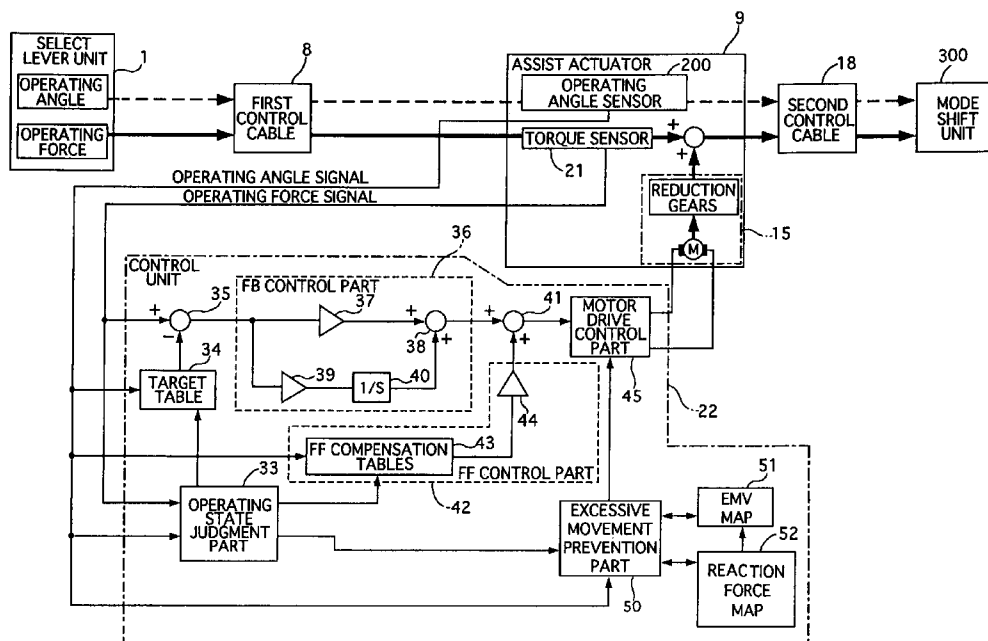 SELECT
LEVER UNIT
OPERATING
ANGLE
OPERATING
FORCE
1
8
FIRST
CONTROL
CABLE
9
ASSIST ACTUATOR
200
OPERATING
ANGLE SENSOR
TORQUE SENSOR
21
+
+
REDUCTION
GEARS
M
15
18
SECOND
CONTROL
CABLE
300
MODE
SHIFT
UNIT
OPERATING ANGLE SIGNAL
OPERATING FORCE SIGNAL
CONTROL
UNIT
36
FB CONTROL PART
+
35
-
37
+
38
+
39
1/S
40
34
TARGET
TABLE
+
41
+
MOTOR
DRIVE
CONTROL
PART
45
44
22
FF COMPENSATION
TABLES
43
FF CONTROL PART
42
33
OPERATING
STATE
JUDGMENT
PART
EXCESSIVE
MOVEMENT
PREVENTION
PART
50
51
EMV
MAP
52
REACTION
FORCE
MAP